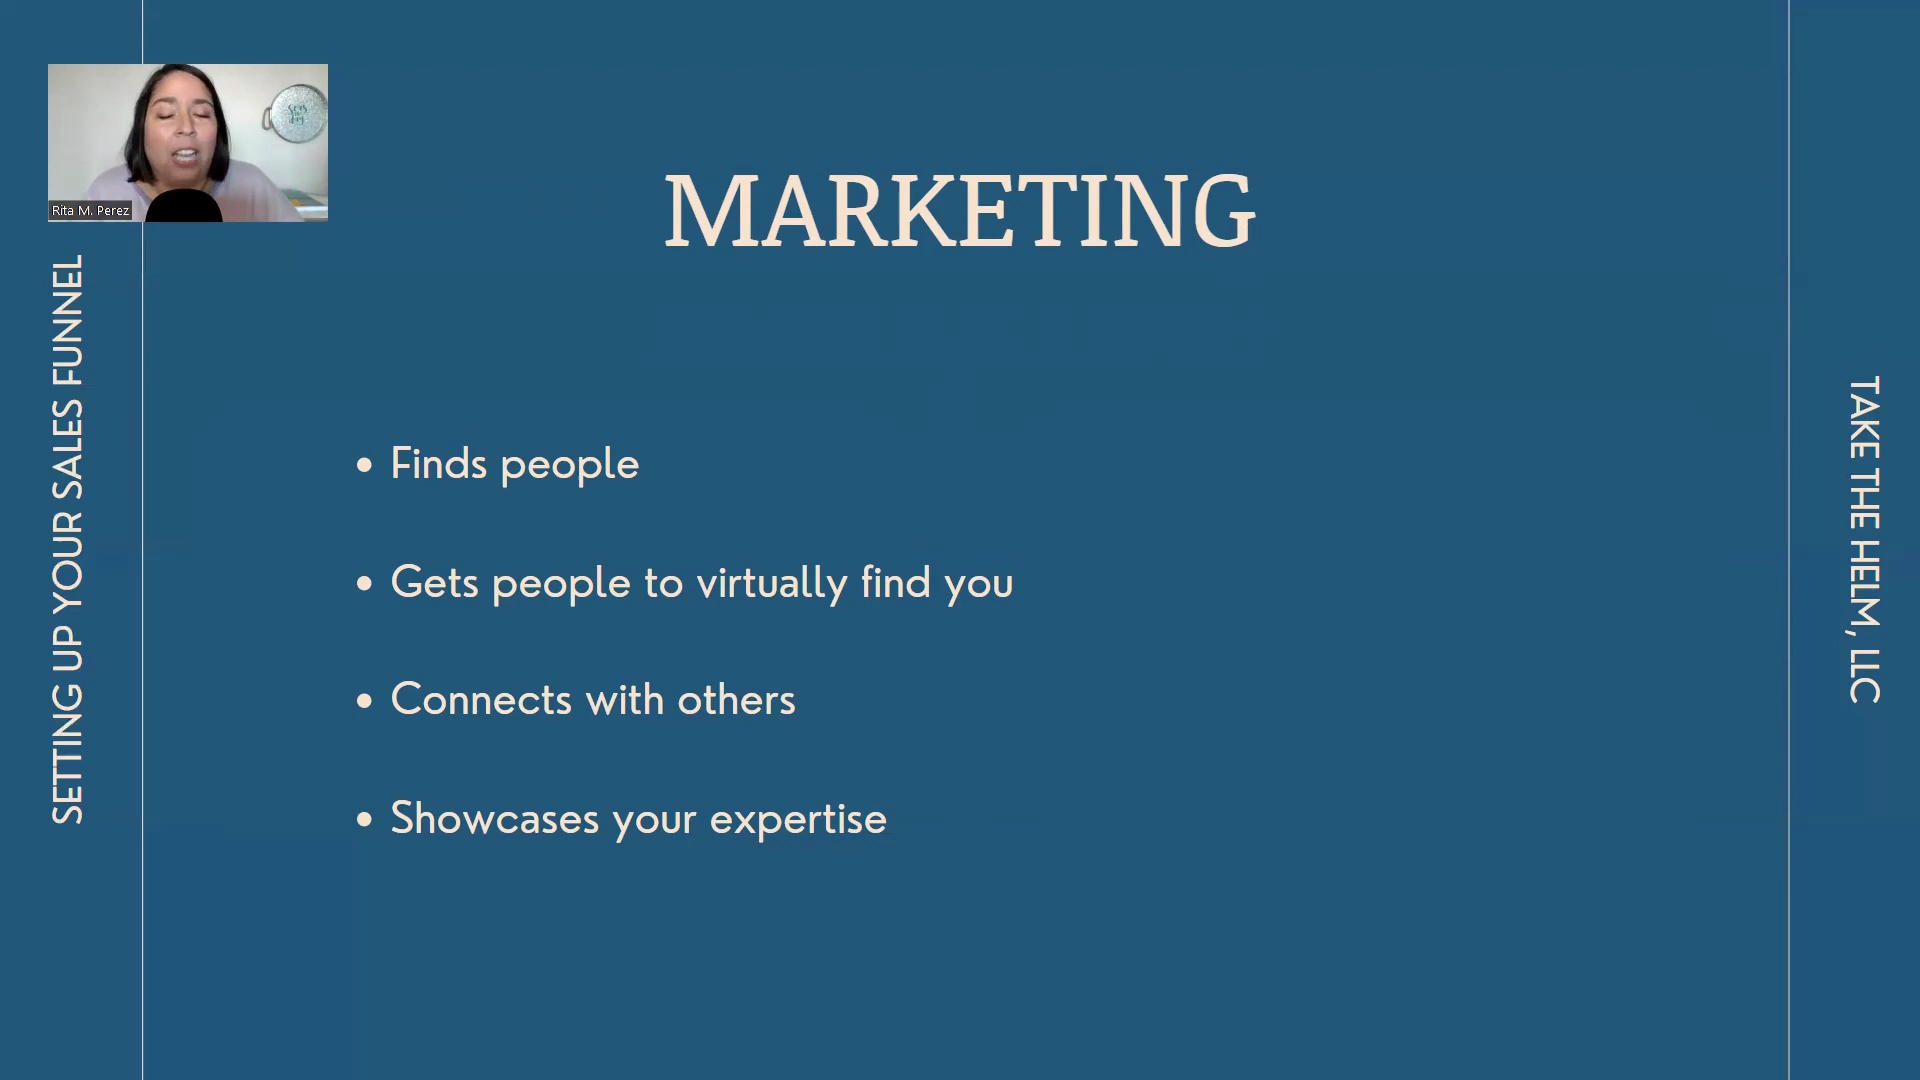 Rita M. Perez
SETTING UP YOUR SALES FUNNEL
MARKETING
• Finds people
• Gets people to virtually find you
• Connects with others
• Showcases your expertise
TAKE THE HELM, LLC